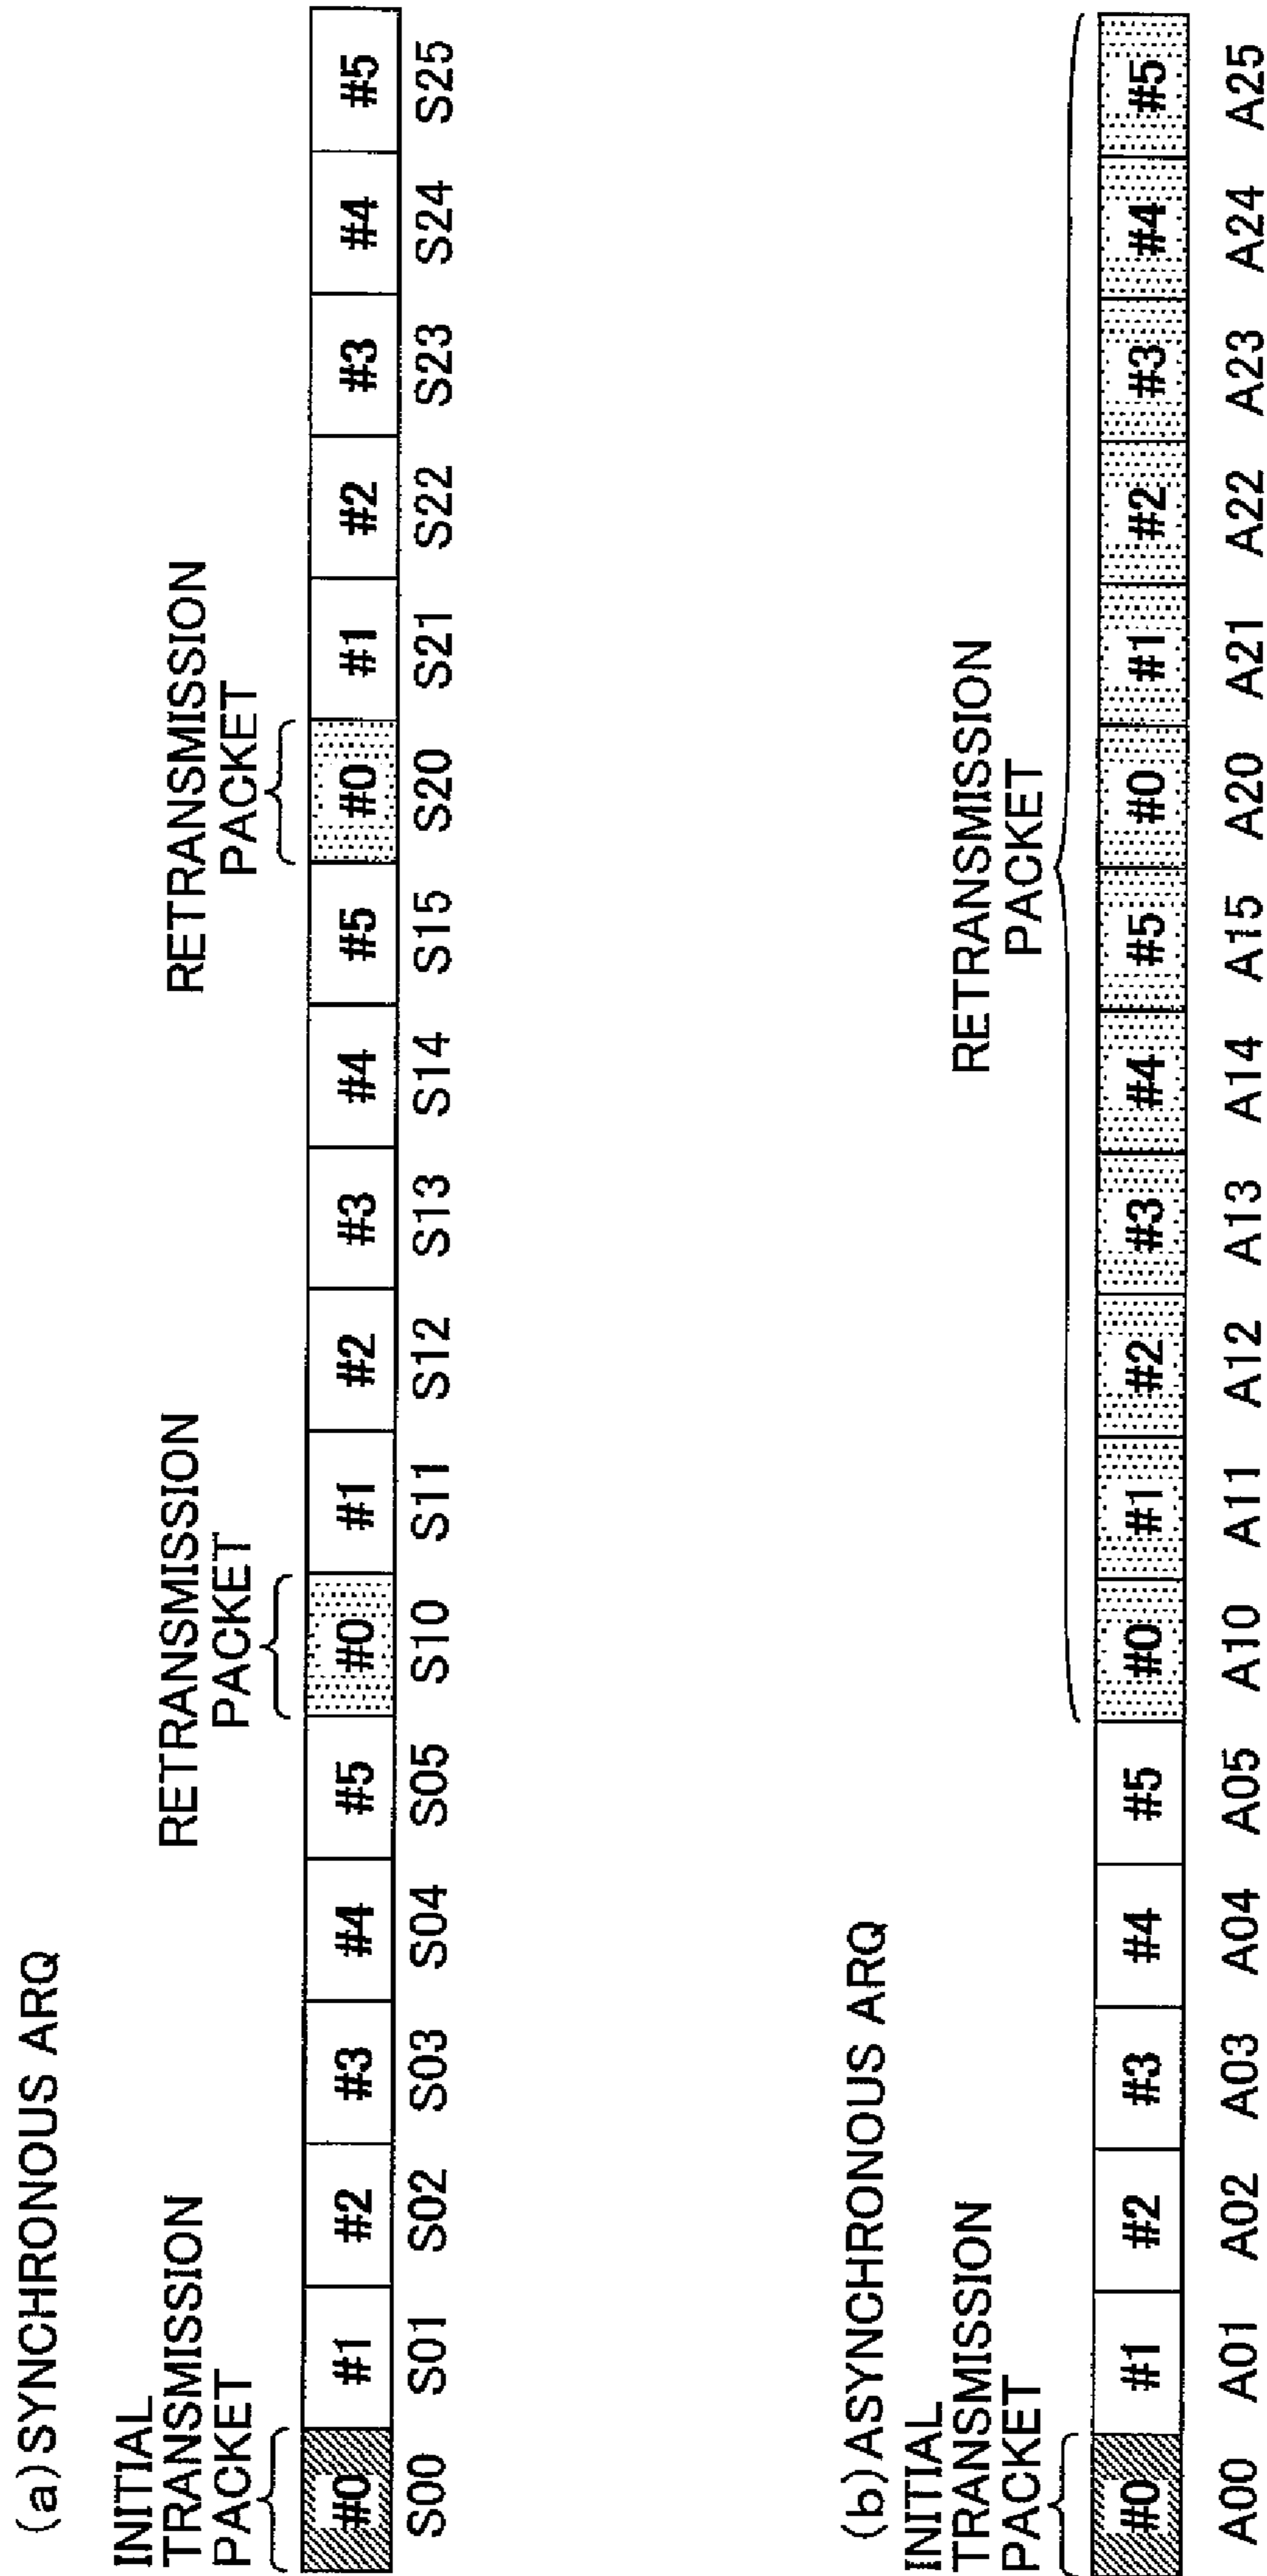 (a) SYNCHRONOUS ARQ
INITIAL
TRANSMISSION
PACKET
RETRANSMISSION
PACKET
RETRANSMISSION
PACKET
#0 #1 #2 #3 #4 #5 #0 #1 #2 #3 #4 #5 #0 #1 #2 #3 #4 #5
S00 S01 S02 S03 S04 S05 S10 S11 S12 S13 S14 S15 S20 S21 S22 S23 S24 S25
(b) ASYNCHRONOUS ARQ
INITIAL
TRANSMISSION
PACKET
RETRANSMISSION
PACKET
#0 #1 #2 #3 #4 #5 #0 #1 #2 #3 #4 #5 #0 #1 #2 #3 #4 #5
A00 A01 A02 A03 A04 A05 A10 A11 A12 A13 A14 A15 A20 A21 A22 A23 A24 A25